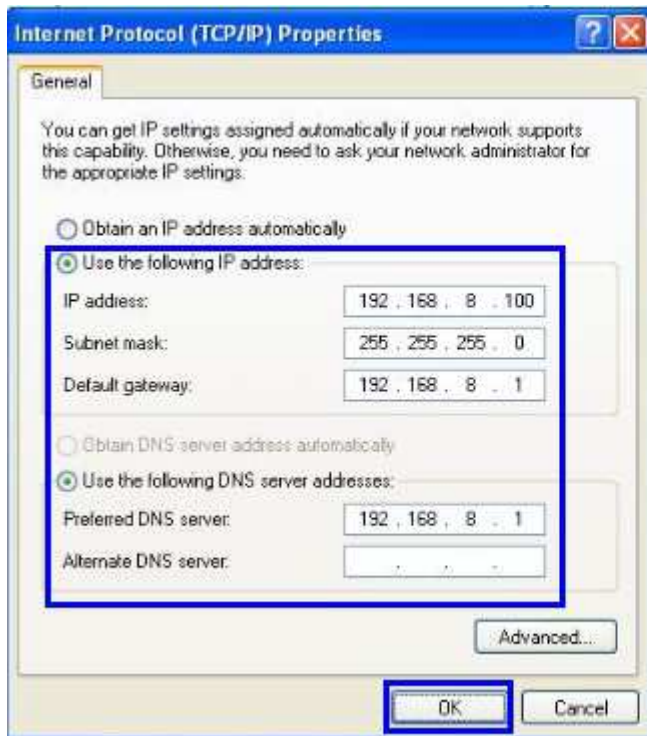 Internet Protocol (TCP/IP) Properties
General
You can get IP settings assigned automatically if your network supports
this capability. Otherwise, you need to ask your network administrator for
the appropriate IP settings.
Obtain an IP address automatically
Use the following IP address:
IP address: 192 . 168 . 8 . 100
Subnet mask: 255 . 255 . 255 . 0
Default gateway: 192 . 168 . 8 . 1
Obtain DNS server address automatically
Use the following DNS server addresses:
Preferred DNS server: 192 . 168 . 8 . 1
Alternate DNS server: . . .
Advanced...
OK Cancel